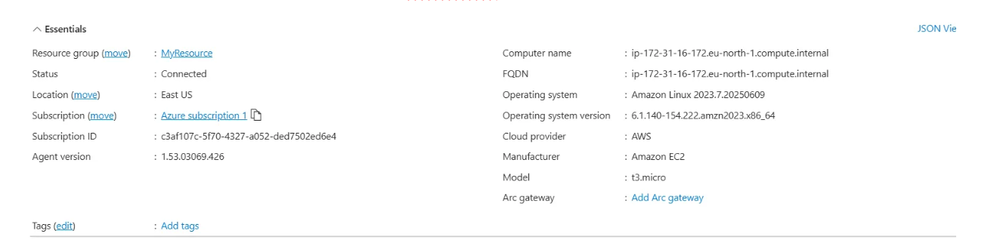 Essentials
JSON Vie
Resource group (move) : MyResource
Status : Connected
Location (move) : East US
Subscription (move) : Azure subscription 1
Subscription ID : c3af107c-5f70-4327-a052-ded7502ed6e4
Agent version : 1.53.03069.426
Computer name : ip-172-31-16-172.eu-north-1.compute.internal
FQDN : ip-172-31-16-172.eu-north-1.compute.internal
Operating system : Amazon Linux 2023.7.20250609
Operating system version : 6.1.140-154.222.amzn2023.x86_64
Cloud provider : AWS
Manufacturer : Amazon EC2
Model : t3.micro
Arc gateway : Add Arc gateway
Tags (edit) : Add tags